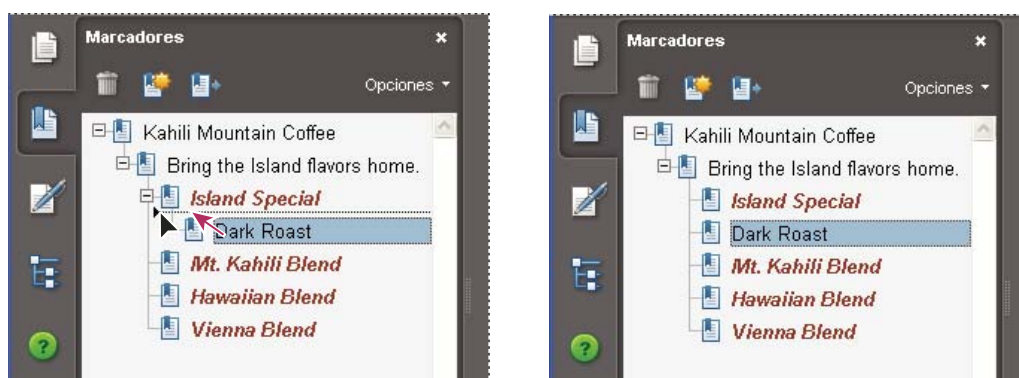 Marcadores
Opciones
Kahili Mountain Coffee
Bring the Island flavors home.
Island Special
Dark Roast
Mt. Kahili Blend
Hawaiian Blend
Vienna Blend
Marcadores
Opciones
Kahili Mountain Coffee
Bring the Island flavors home.
Island Special
Dark Roast
Mt. Kahili Blend
Hawaiian Blend
Vienna Blend